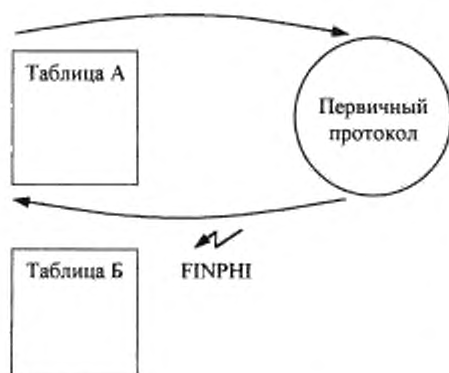 Таблица А
Первичный
протокол
Таблица Б
FINPHI